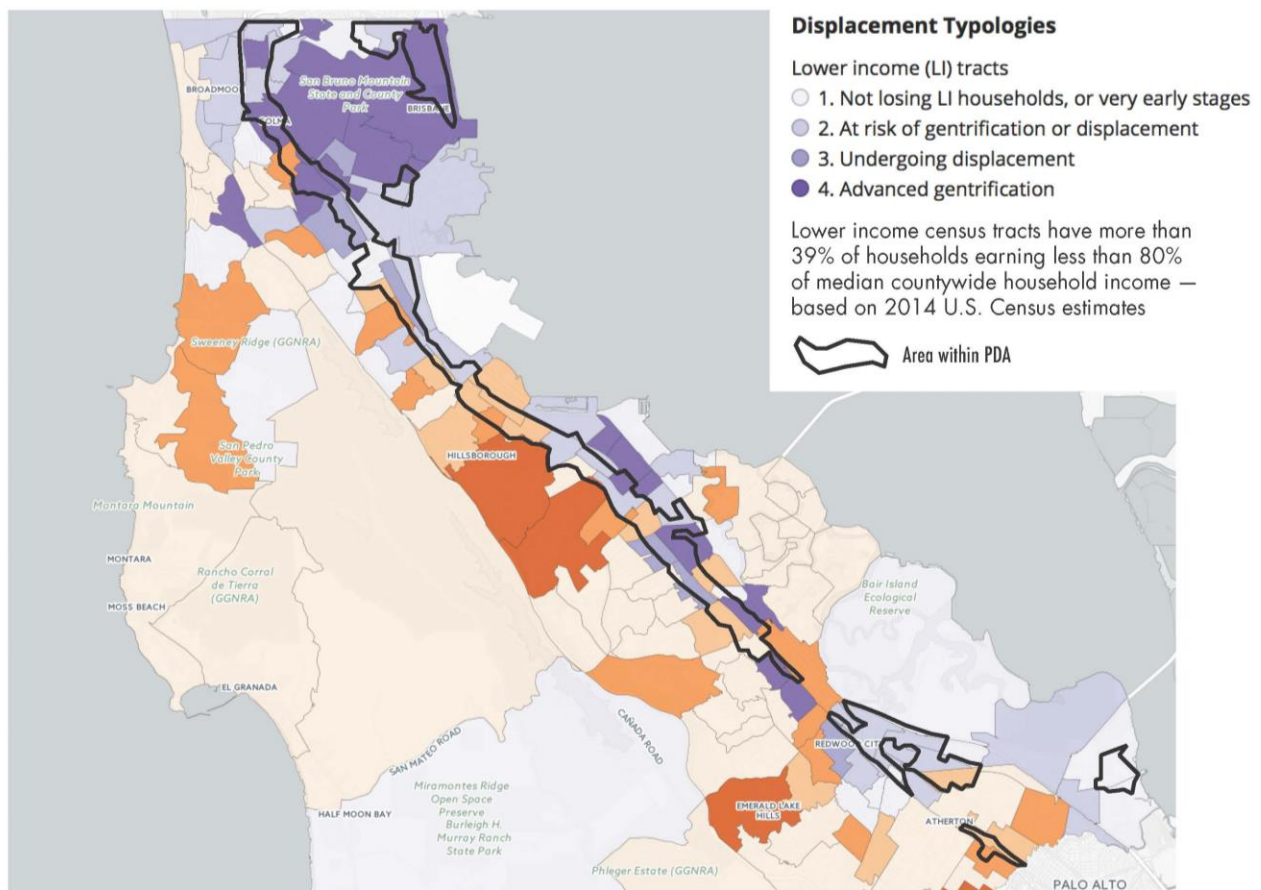 Displacement Typologies
Lower income (LI) tracts
1. Not losing LI households, or very early stages
2. At risk of gentrification or displacement
3. Undergoing displacement
4. Advanced gentrification
Lower income census tracts have more than
39% of households earning less than 80%
of median countywide household income —
based on 2014 U.S. Census estimates
Area within PDA
San Bruno Mountain
State and County
Park
BROADMOO
BRISBANE
COLMA
Sweeney Ridge (GGNRA)
San Pedro
Valley County
Park
HILLSBOROUGH
Montara Mountain
MONTARA
Rancho Corral
de Tierra
(GGNRA)
MOSS BEACH
Bair Island
Ecological
Reserve
EL GRANADA
CAÑADA ROAD
SAN MATEO ROAD
REDWOOD CIT
Miramontes Ridge
Open Space
Preserve
Burleigh H.
Murray Ranch
State Park
HALF MOON BAY
EMERALD LAKE
HILLS
ATHERTON
Phleger Estate (GGNRA)
PALO ALTO